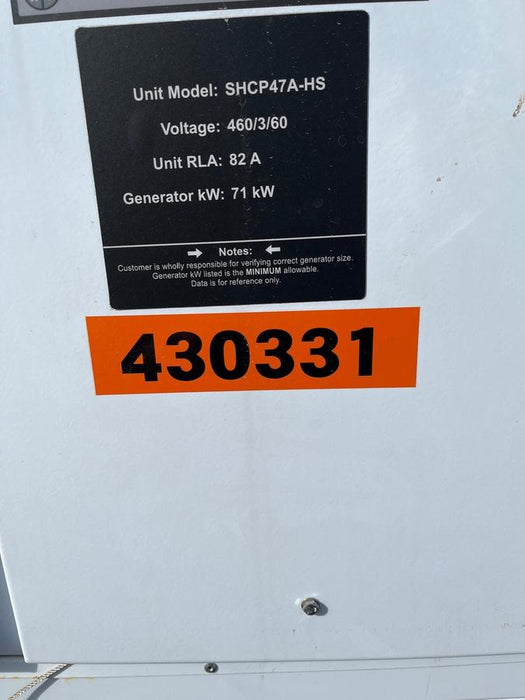 Unit Model: SHCP47A-HS
Voltage: 460/3/60
Unit RLA: 82 A
Generator kW: 71 kW
Notes:
Customer is wholly responsible for verifying correct generator size.
Generator kW listed is the MINIMUM allowable.
Data is for reference only.
430331